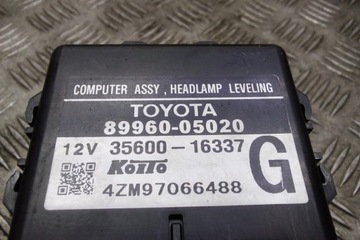 COMPUTER ASSY , HEADLAMP LEVELING
TOYOTA
89960-05020
12V 35600-16337
KOITO
4ZM97066488
G